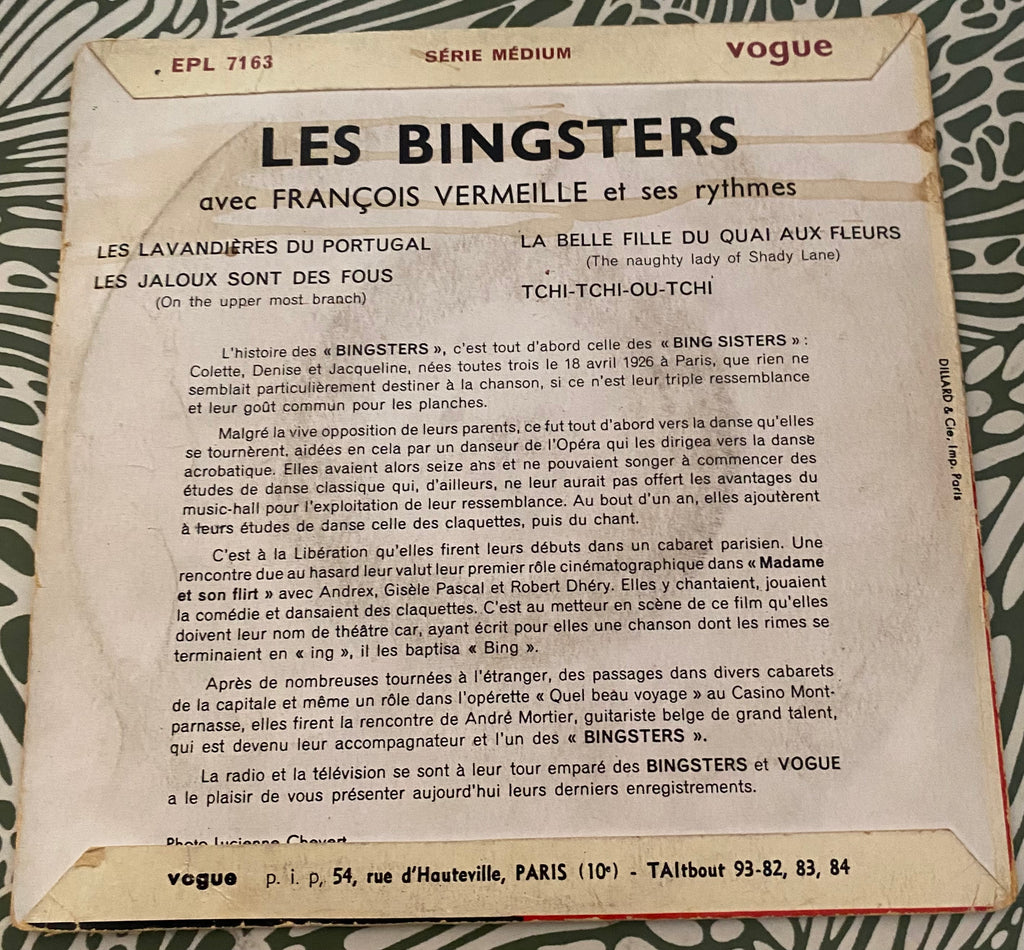 EPL 7163 SÉRIE MÉDIUM vogue
LES BINGSTERS
avec FRANÇOIS VERMEILLE et ses rythmes
LES LAVANDIÈRES DU PORTUGAL
LES JALOUX SONT DES FOUS
(On the upper most branch)
LA BELLE FILLE DU QUAI AUX FLEURS
(The naughty lady of Shady Lane)
TCHI-TCHI-OU-TCHI
L'histoire des « BINGSTERS », c'est tout d'abord celle des « BING SISTERS » :
Colette, Denise et Jacqueline, nées toutes trois le 18 avril 1926 à Paris, que rien ne
semblait particulièrement destiner à la chanson, si ce n'est leur triple ressemblance
et leur goût commun pour les planches.
Malgré la vive opposition de leurs parents, ce fut tout d'abord vers la danse qu'elles
se tournèrent, aidées en cela par un danseur de l'Opéra qui les dirigea vers la danse
acrobatique. Elles avaient alors seize ans et ne pouvaient songer à commencer des
études de danse classique qui, d'ailleurs, ne leur aurait pas offert les avantages du
music-hall pour l'exploitation de leur ressemblance. Au bout d'un an, elles ajoutèrent
à leurs études de danse celle des claquettes, puis du chant.
C'est à la Libération qu'elles firent leurs débuts dans un cabaret parisien. Une
rencontre due au hasard leur valut leur premier rôle cinématographique dans « Madame
et son flirt » avec Andrex, Gisèle Pascal et Robert Dhéry. Elles y chantaient, jouaient
la comédie et dansaient des claquettes. C'est au metteur en scène de ce film qu'elles
doivent leur nom de théâtre car, ayant écrit pour elles une chanson dont les rimes se
terminaient en « ing », il les baptisa « Bing ».
Après de nombreuses tournées à l'étranger, des passages dans divers cabarets
de la capitale et même un rôle dans l'opérette « Quel beau voyage » au Casino Mont-
parnasse, elles firent la rencontre de André Mortier, guitariste belge de grand talent,
qui est devenu leur accompagnateur et l'un des « BINGSTERS ».
La radio et la télévision se sont à leur tour emparé des BINGSTERS et VOGUE
a le plaisir de vous présenter aujourd'hui leurs derniers enregistrements.
Photo Lucienne Chevert
vogue p. i. p, 54, rue d'Hauteville, PARIS (10e) - TAItbout 93-82, 83, 84
DILLARD & Cie. Imp. Paris